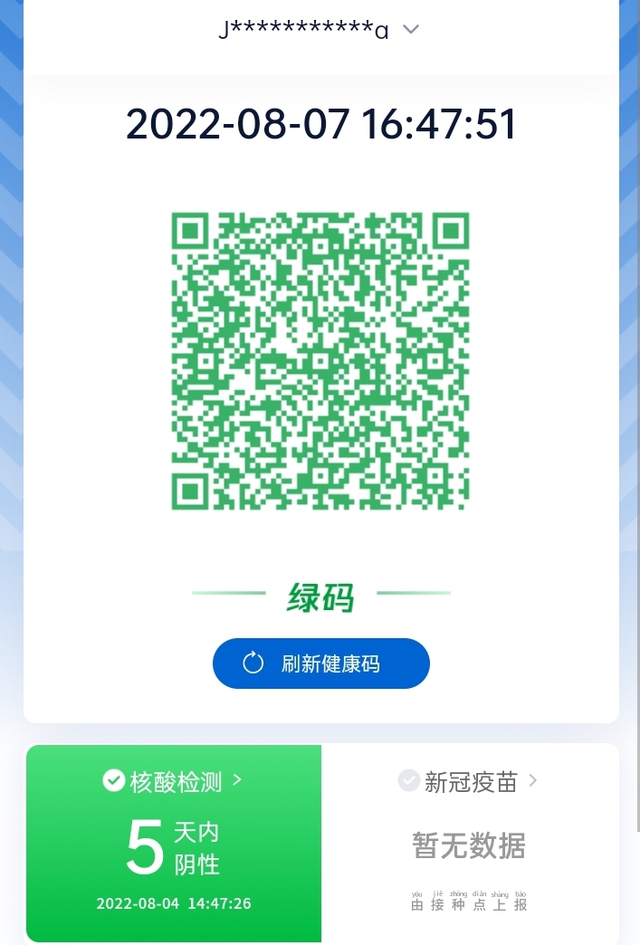 J***********a
2022-08-07 16:47:51
绿码
刷新健康码
核酸检测
5 天内
阴性
2022-08-04 14:47:26
新冠疫苗
暂无数据
yóu jiē zhǒng diǎn shàng bào
由接种点上报